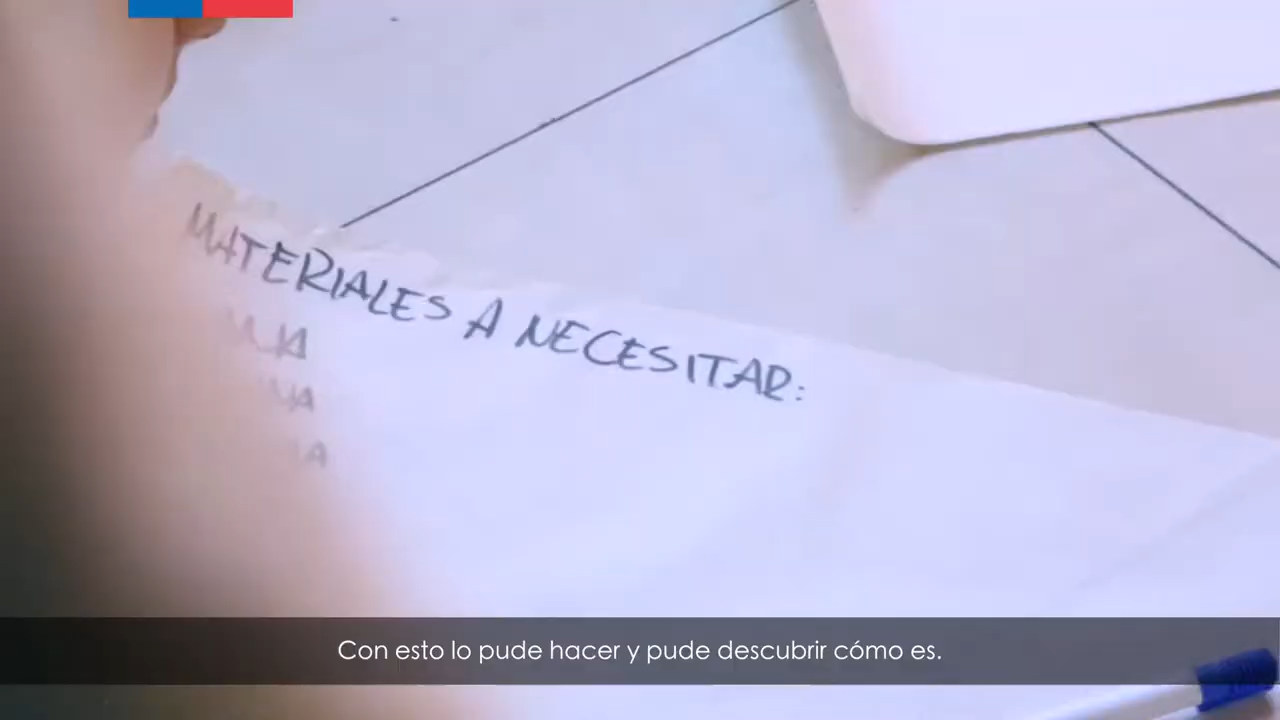 MATERIALES A NECESITAR:
Con esto lo pude hacer y pude descubrir cómo es.